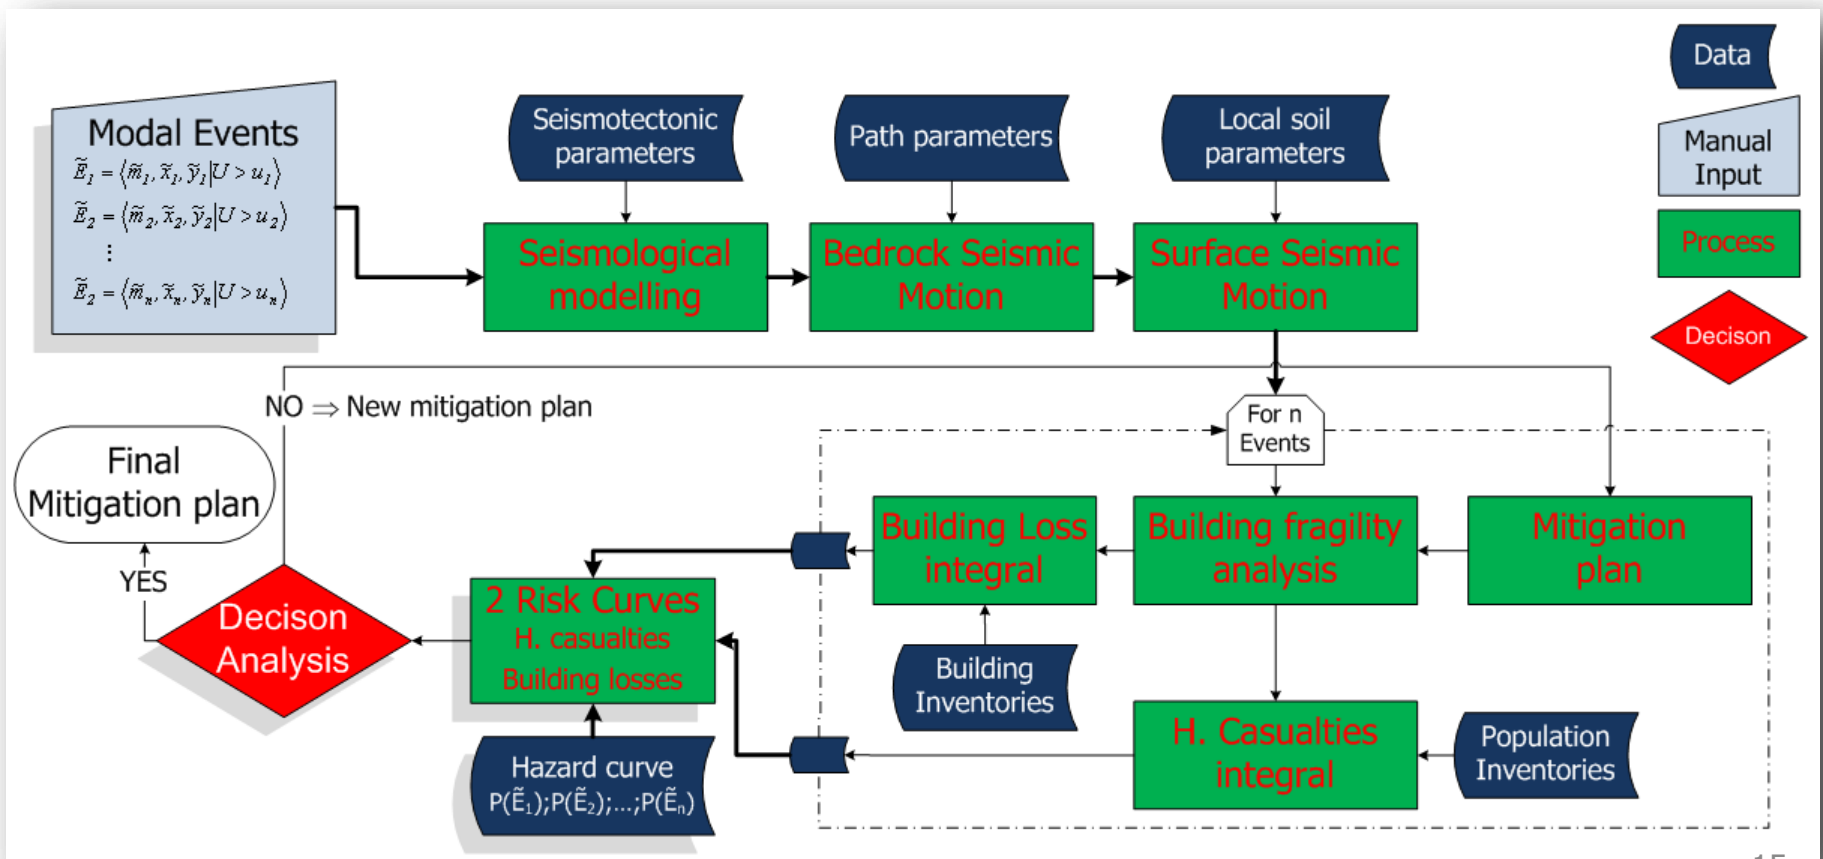 Data
Modal Events
Ẽ₁ = ⟨m̃₁, x̃₁, ỹ₁|U > u₁⟩
Ẽ₂ = ⟨m̃₂, x̃₂, ỹ₂|U > u₂⟩
⋮
Ẽ₂ = ⟨m̃ₙ, x̃ₙ, ỹₙ|U > uₙ⟩
Seismotectonic
parameters
Path parameters
Local soil
parameters
Manual
Input
Process
Decison
Seismological
modelling
Bedrock Seismic
Motion
Surface Seismic
Motion
NO ⇒ New mitigation plan
For n
Events
Final
Mitigation plan
YES
Decison
Analysis
2 Risk Curves
H. casualties
Building losses
Building Loss
integral
Building fragility
analysis
Mitigation
plan
Building
Inventories
H. Casualties
integral
Population
Inventories
Hazard curve
P(Ẽ₁);P(Ẽ₂);...;P(Ẽₙ)